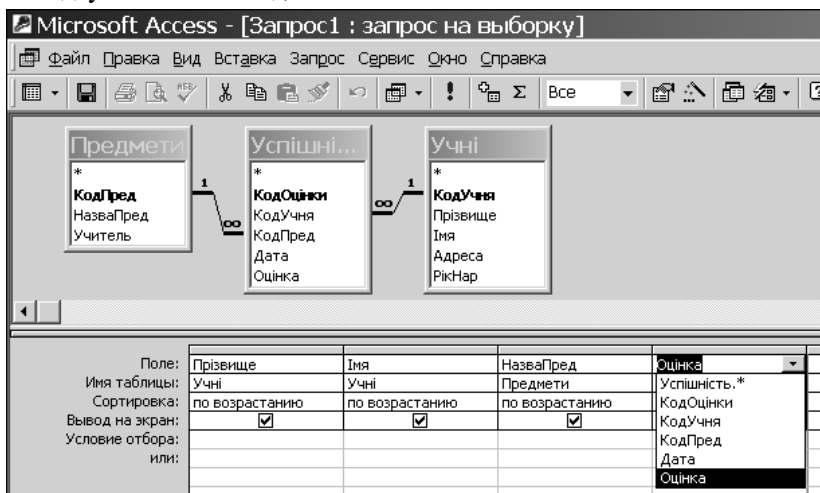 Microsoft Access - [Запрос1 : запрос на выборку]
Файл Правка Вид Вставка Запрос Сервис Окно Справка
Все
Предмети
*
КодПред
НазваПред
Учитель
Успішні...
*
КодОцінки
КодУчня
КодПред
Дата
Оцінка
Учні
*
КодУчня
Прізвище
Імя
Адреса
РікНар
1
∞
∞
1
Поле: Прізвище Імя НазваПред Оцінка
Имя таблицы: Учні Учні Предмети
Сортировка: по возрастанию по возрастанию по возрастанию
Вывод на экран:
Условие отбора:
или:
Успішність.*
КодОцінки
КодУчня
КодПред
Дата
Оцінка